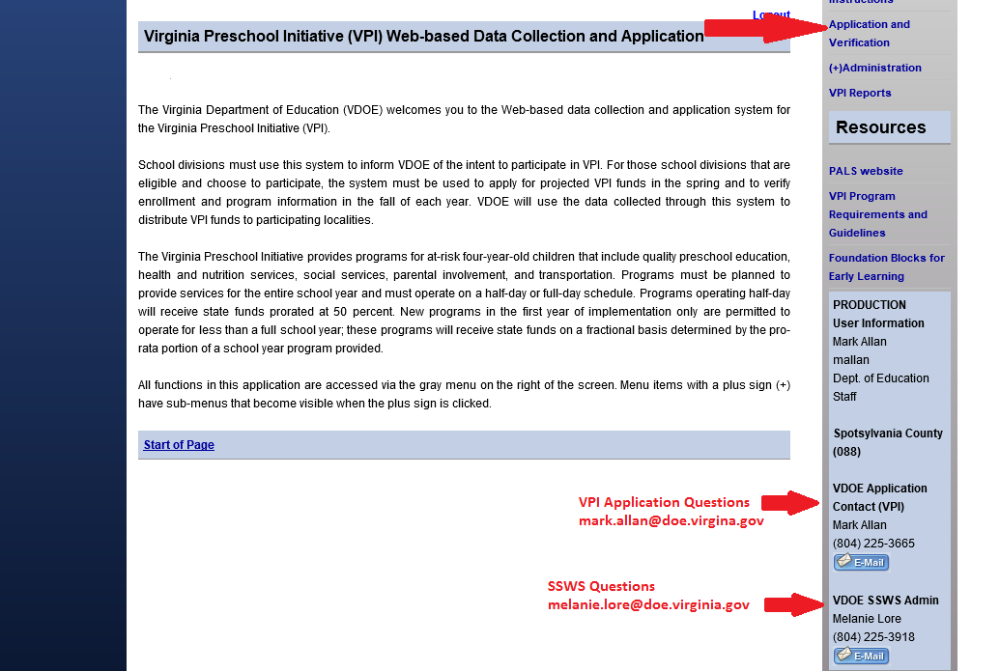 Logout
Virginia Preschool Initiative (VPI) Web-based Data Collection and Application
The Virginia Department of Education (VDOE) welcomes you to the Web-based data collection and application system for
the Virginia Preschool Initiative (VPI).
School divisions must use this system to inform VDOE of the intent to participate in VPI. For those school divisions that are
eligible and choose to participate, the system must be used to apply for projected VPI funds in the spring and to verify
enrollment and program information in the fall of each year. VDOE will use the data collected through this system to
distribute VPI funds to participating localities.
The Virginia Preschool Initiative provides programs for at-risk four-year-old children that include quality preschool education,
health and nutrition services, social services, parental involvement, and transportation. Programs must be planned to
provide services for the entire school year and must operate on a half-day or full-day schedule. Programs operating half-day
will receive state funds prorated at 50 percent. New programs in the first year of implementation only are permitted to
operate for less than a full school year; these programs will receive state funds on a fractional basis determined by the pro-
rata portion of a school year program provided.
All functions in this application are accessed via the gray menu on the right of the screen. Menu items with a plus sign (+)
have sub-menus that become visible when the plus sign is clicked.
Start of Page
VPI Application Questions
mark.allan@doe.virgina.gov
SSWS Questions
melanie.lore@doe.virginia.gov
Instructions
Application and
Verification
(+)Administration
VPI Reports
Resources
PALS website
VPI Program
Requirements and
Guidelines
Foundation Blocks for
Early Learning
PRODUCTION
User Information
Mark Allan
mallan
Dept. of Education
Staff
Spotsylvania County
(088)
VDOE Application
Contact (VPI)
Mark Allan
(804) 225-3665
E-Mail
VDOE SSWS Admin
Melanie Lore
(804) 225-3918
E-Mail